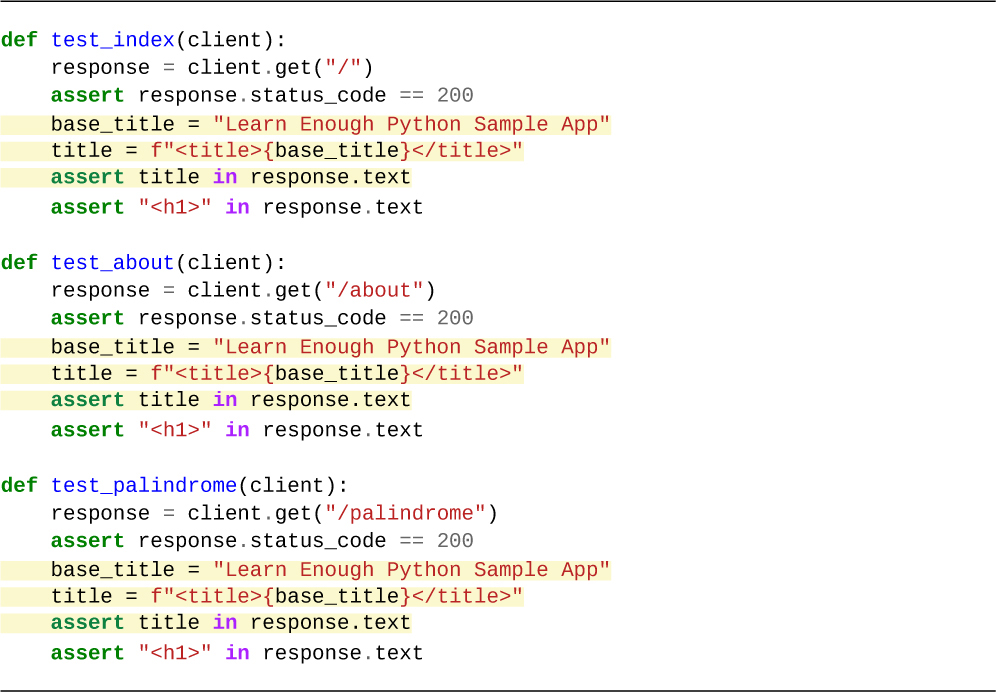 def test_index(client):
    response = client.get("/")
    assert response.status_code == 200
    base_title = "Learn Enough Python Sample App"
    title = f"<title>{base_title}</title>"
    assert title in response.text
    assert "<h1>" in response.text

def test_about(client):
    response = client.get("/about")
    assert response.status_code == 200
    base_title = "Learn Enough Python Sample App"
    title = f"<title>{base_title}</title>"
    assert title in response.text
    assert "<h1>" in response.text

def test_palindrome(client):
    response = client.get("/palindrome")
    assert response.status_code == 200
    base_title = "Learn Enough Python Sample App"
    title = f"<title>{base_title}</title>"
    assert title in response.text
    assert "<h1>" in response.text